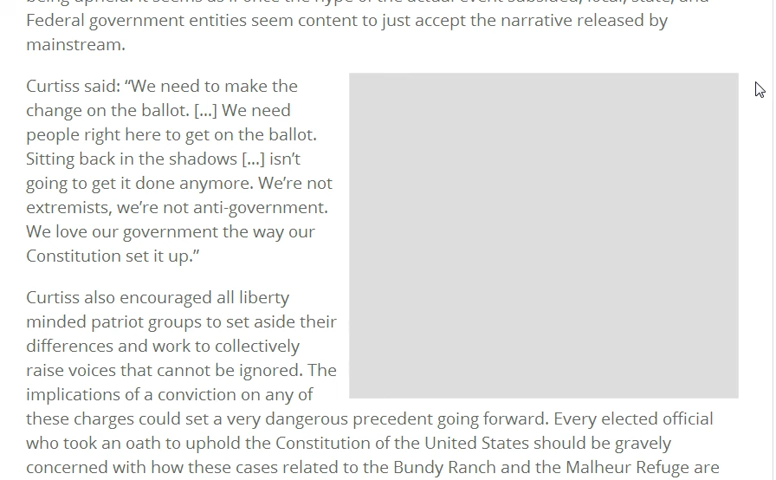 Federal government entities seem content to just accept the narrative released by
mainstream.
Curtiss said: “We need to make the
change on the ballot. [...] We need
people right here to get on the ballot.
Sitting back in the shadows [...] isn’t
going to get it done anymore. We’re not
extremists, we’re not anti-government.
We love our government the way our
Constitution set it up.”
Curtiss also encouraged all liberty
minded patriot groups to set aside their
differences and work to collectively
raise voices that cannot be ignored. The
implications of a conviction on any of
these charges could set a very dangerous precedent going forward. Every elected official
who took an oath to uphold the Constitution of the United States should be gravely
concerned with how these cases related to the Bundy Ranch and the Malheur Refuge are